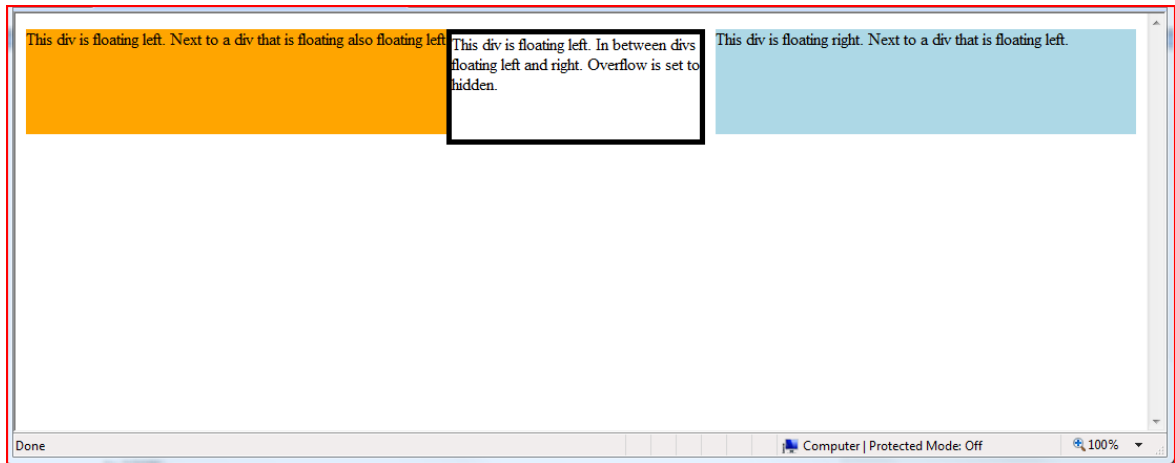 This div is floating left. Next to a div that is floating also floating left
This div is floating left. In between divs
floating left and right. Overflow is set to
hidden.
This div is floating right. Next to a div that is floating left.
Done
Computer | Protected Mode: Off
100%